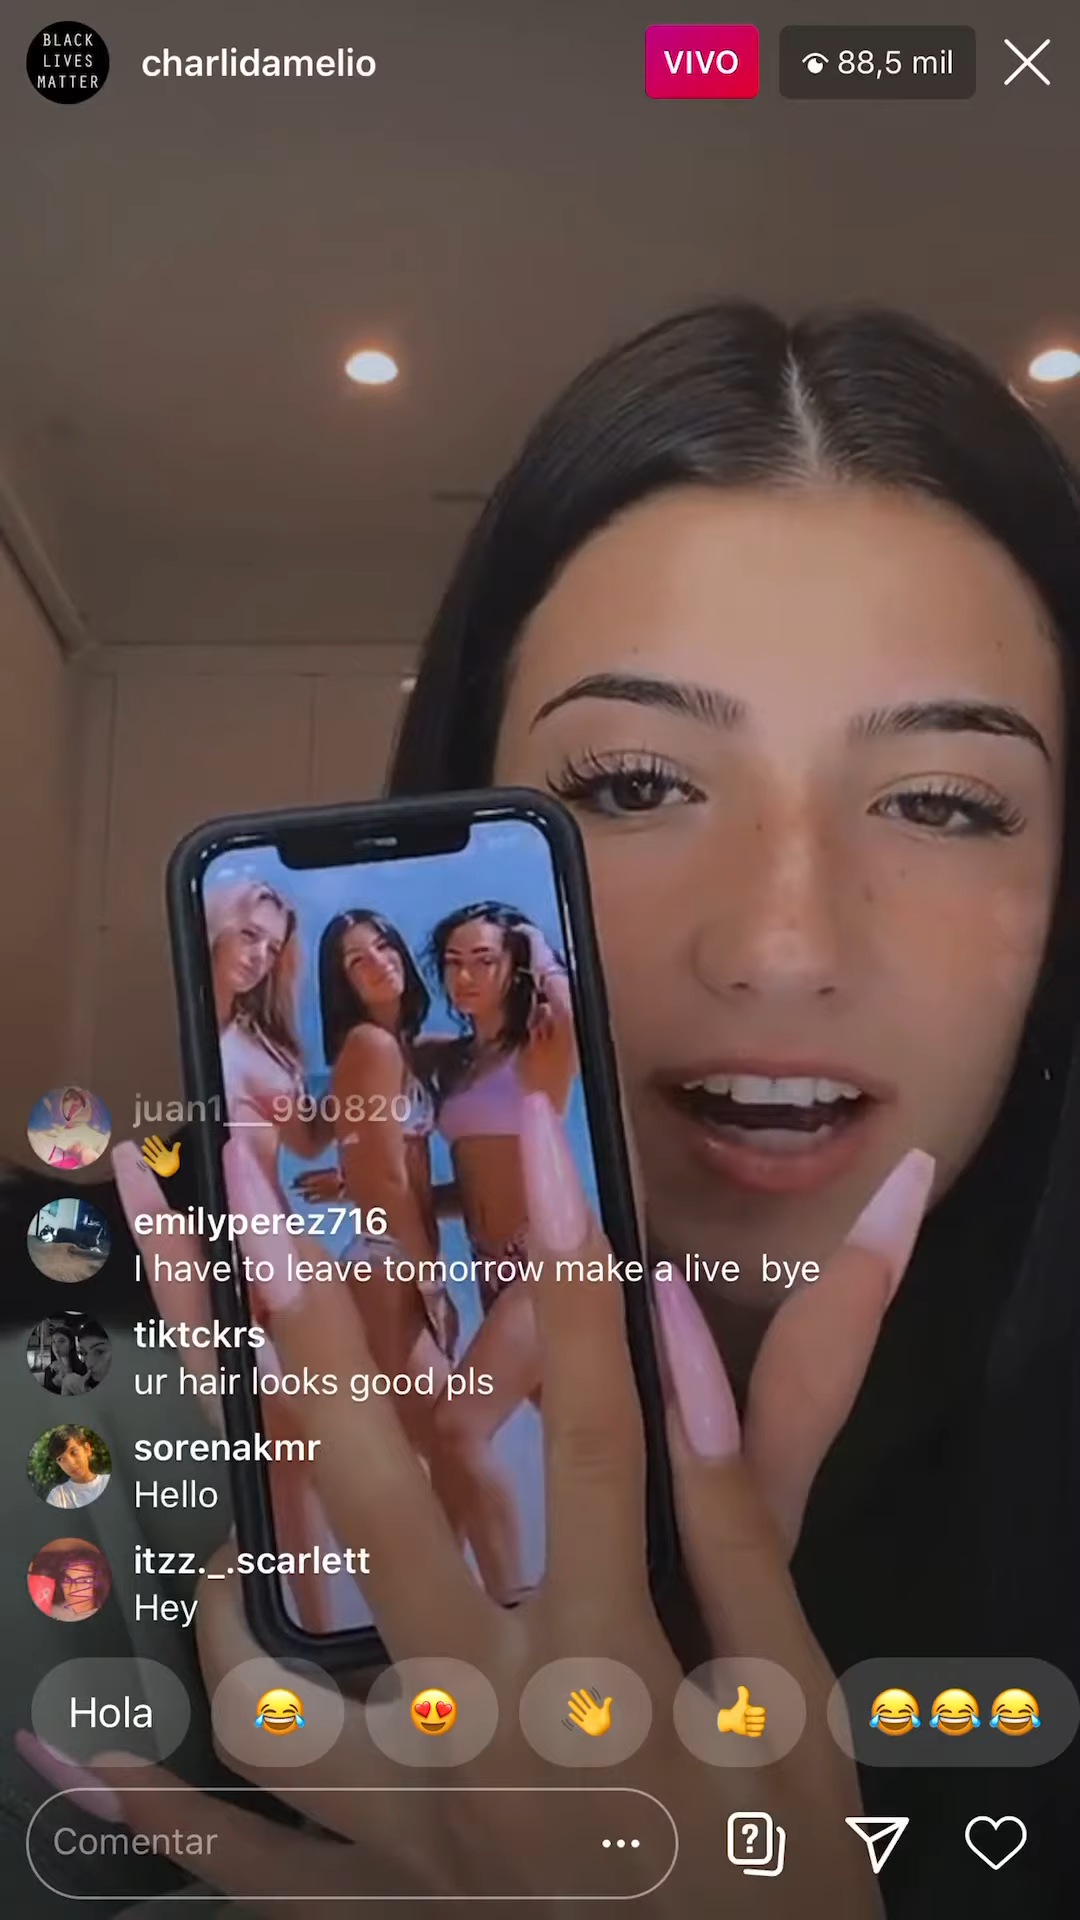 BLACK
LIVES
MATTER
charlidamelio
VIVO
88,5 mil
juan1__990820
👋
emilyperez716
I have to leave tomorrow make a live  bye
tiktckrs
ur hair looks good pls
sorenakmr
Hello
itzz._.scarlett
Hey
Hola
😂
😍
👋
👍
😂😂😂
Comentar